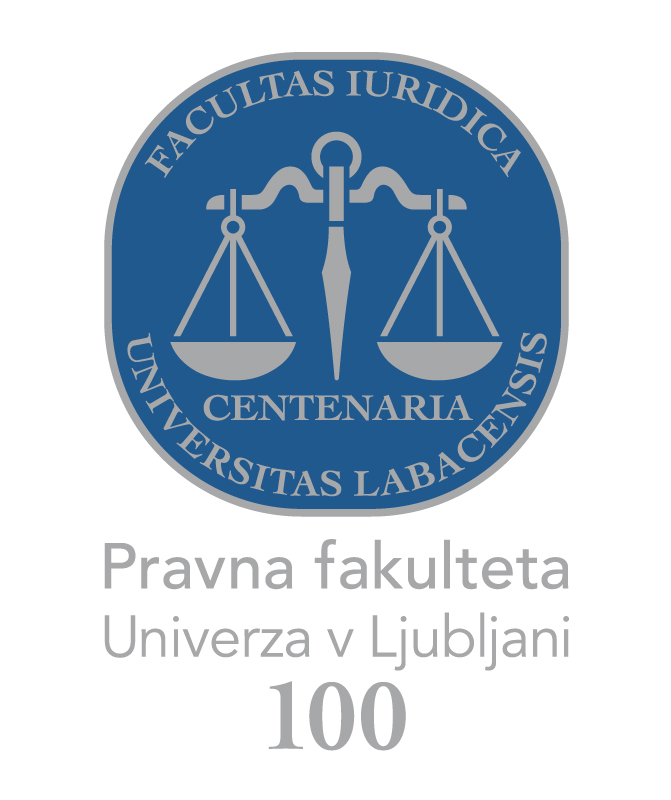 FACULTAS IURIDICA
CENTENARIA
UNIVERSITAS LABACENSIS
Pravna fakulteta
Univerza v Ljubljani
100